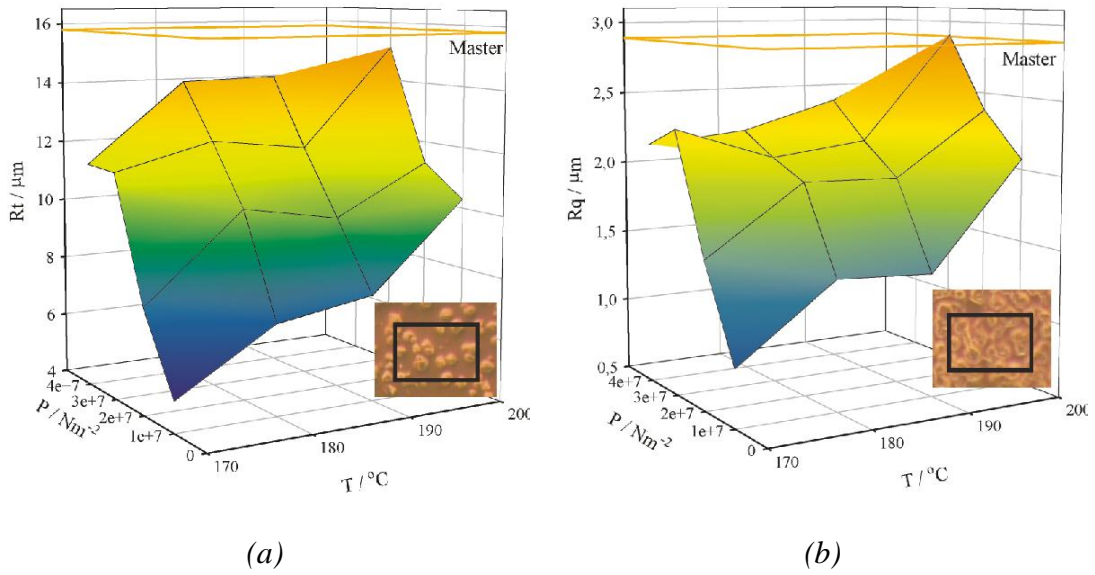 16
14
12
10
8
6
4
Rt / µm
Master
4e-7
3e+7
2e+7
1e+7
0
P / Nm-2
170
180
190
200
T / °C
(a)
3,0
2,5
2,0
1,5
1,0
0,5
Rq / µm
Master
4e+7
3e+7
2e+7
1e+7
0
P / Nm-2
170
180
190
200
T / °C
(b)